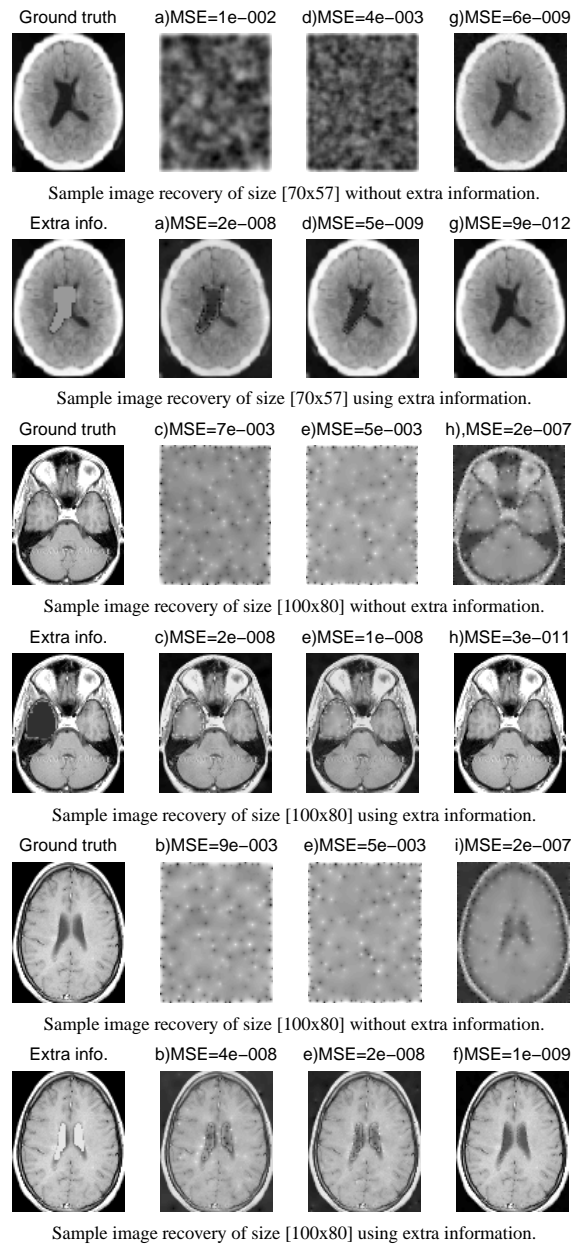 Ground truth a)MSE=1e−002 d)MSE=4e−003 g)MSE=6e−009
Sample image recovery of size [70x57] without extra information.
Extra info. a)MSE=2e−008 d)MSE=5e−009 g)MSE=9e−012
Sample image recovery of size [70x57] using extra information.
Ground truth c)MSE=7e−003 e)MSE=5e−003 h),MSE=2e−007
Sample image recovery of size [100x80] without extra information.
Extra info. c)MSE=2e−008 e)MSE=1e−008 h)MSE=3e−011
Sample image recovery of size [100x80] using extra information.
Ground truth b)MSE=9e−003 e)MSE=5e−003 i)MSE=2e−007
Sample image recovery of size [100x80] without extra information.
Extra info. b)MSE=4e−008 e)MSE=2e−008 f)MSE=1e−009
Sample image recovery of size [100x80] using extra information.